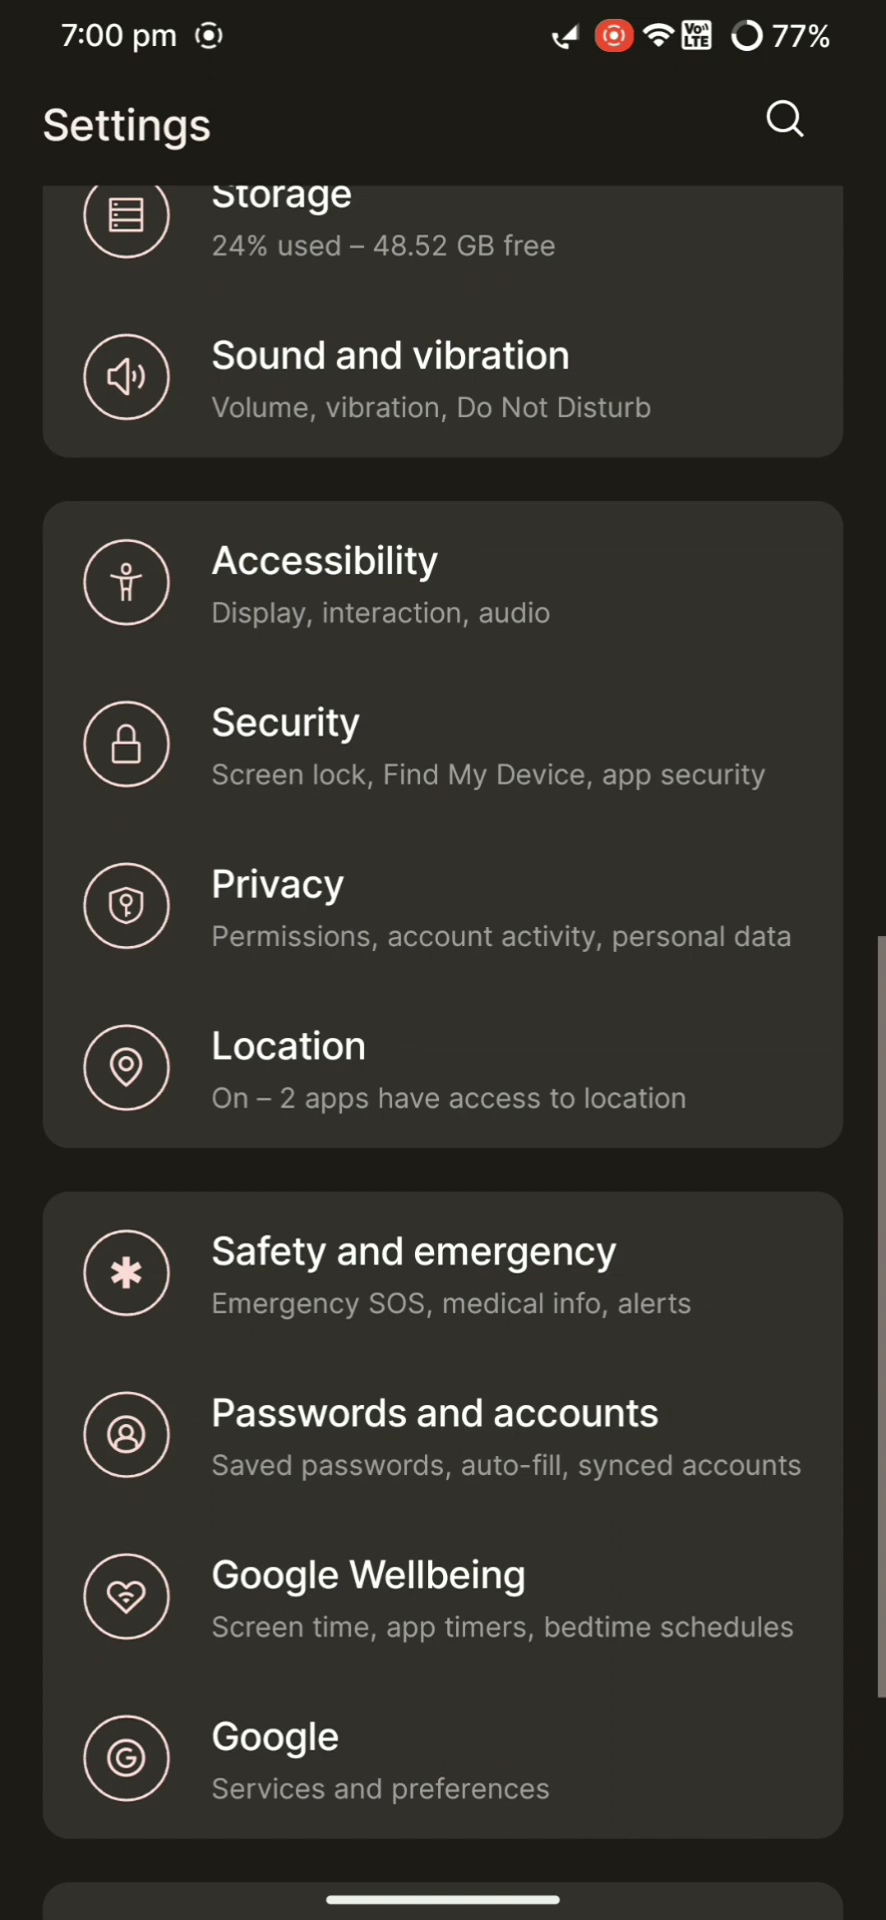 7:00 pm
Vo)) LTE
77%
Settings
Storage
24% used – 48.52 GB free
Sound and vibration
Volume, vibration, Do Not Disturb
Accessibility
Display, interaction, audio
Security
Screen lock, Find My Device, app security
Privacy
Permissions, account activity, personal data
Location
On – 2 apps have access to location
Safety and emergency
Emergency SOS, medical info, alerts
Passwords and accounts
Saved passwords, auto-fill, synced accounts
Google Wellbeing
Screen time, app timers, bedtime schedules
Google
Services and preferences